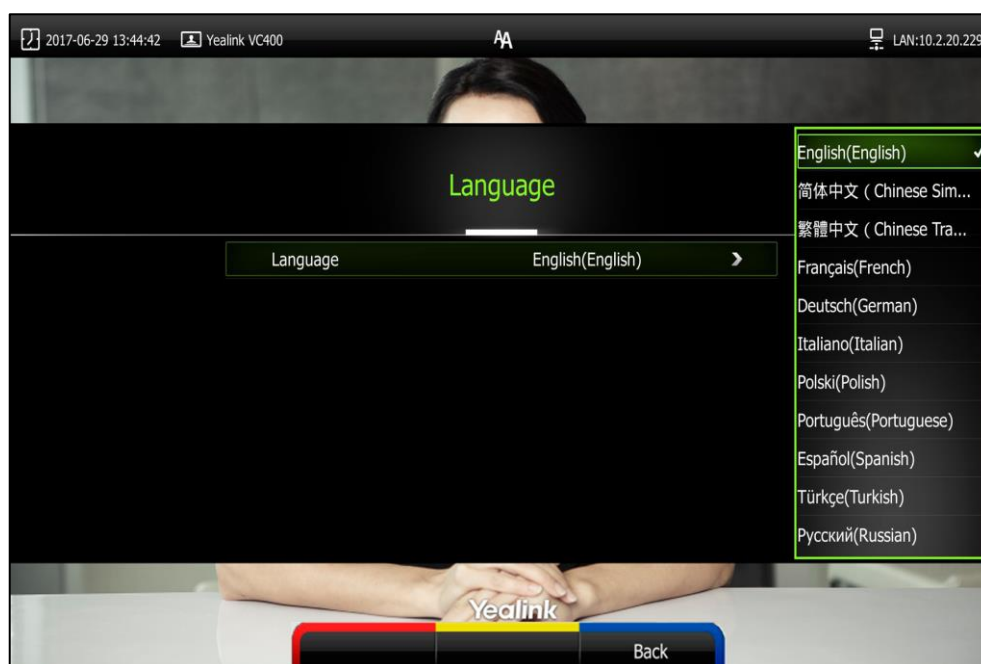 2017-06-29 13:44:42 Yealink VC400 AA LAN:10.2.20.229
Language
Language English(English)
English(English)
简体中文 ( Chinese Sim...
繁體中文 ( Chinese Tra...
Français(French)
Deutsch(German)
Italiano(Italian)
Polski(Polish)
Português(Portuguese)
Español(Spanish)
Türkçe(Turkish)
Русский(Russian)
Yealink
Back